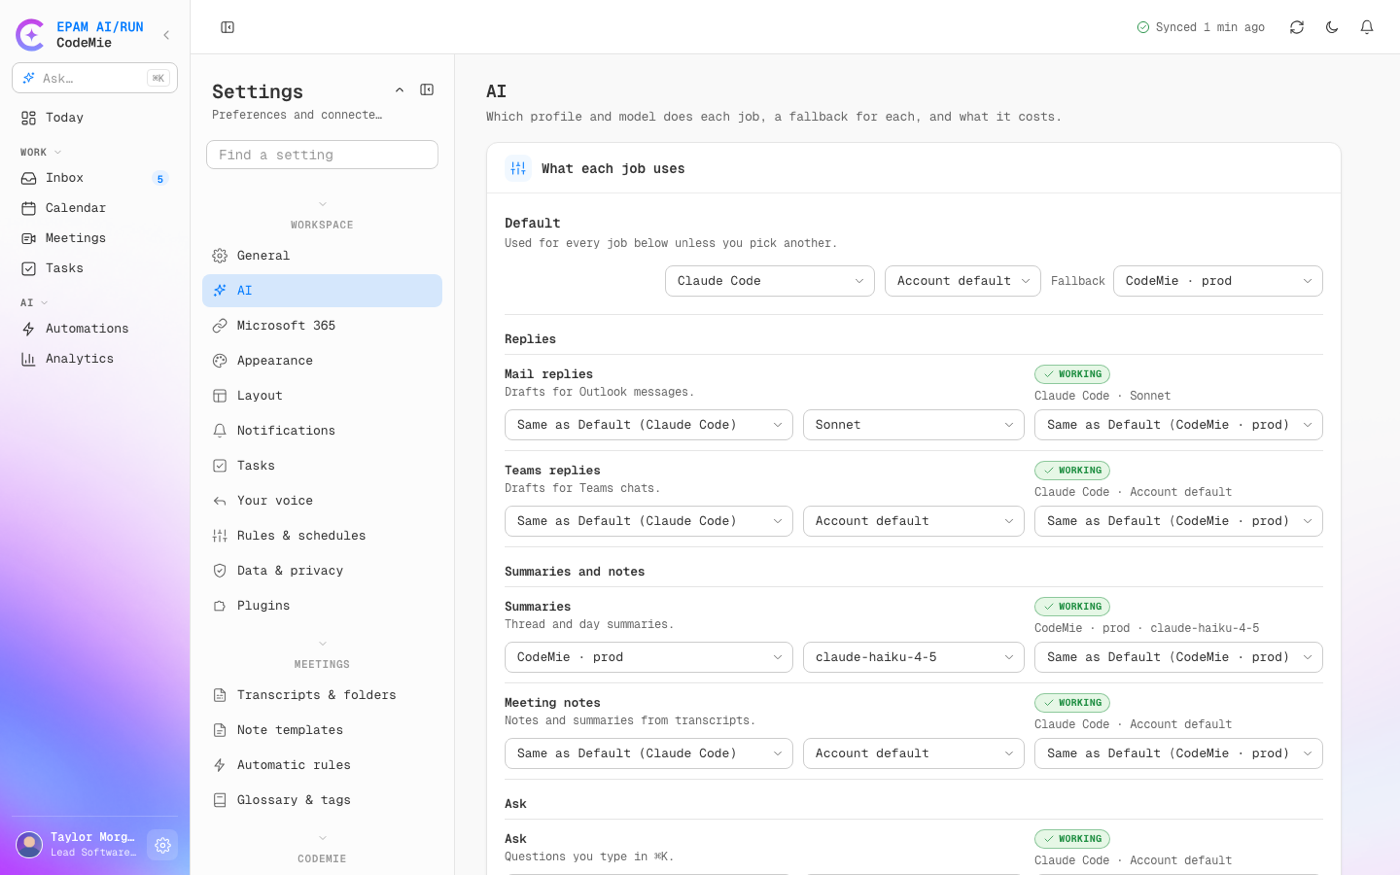 EPAM AI/RUN
CodeMie
Ask…
⌘K
Today
WORK
Inbox
5
Calendar
Meetings
Tasks
AI
Automations
Analytics
Taylor Morg…
Lead Software…
Synced 1 min ago
Settings
Preferences and connecte…
Find a setting
WORKSPACE
General
AI
Microsoft 365
Appearance
Layout
Notifications
Tasks
Your voice
Rules & schedules
Data & privacy
Plugins
MEETINGS
Transcripts & folders
Note templates
Automatic rules
Glossary & tags
CODEMIE
AI
Which profile and model does each job, a fallback for each, and what it costs.
What each job uses
Default
Used for every job below unless you pick another.
Claude Code
Account default
Fallback
CodeMie · prod
Replies
Mail replies
Drafts for Outlook messages.
WORKING
Claude Code · Sonnet
Same as Default (Claude Code)
Sonnet
Same as Default (CodeMie · prod)
Teams replies
Drafts for Teams chats.
WORKING
Claude Code · Account default
Same as Default (Claude Code)
Account default
Same as Default (CodeMie · prod)
Summaries and notes
Summaries
Thread and day summaries.
WORKING
CodeMie · prod · claude-haiku-4-5
CodeMie · prod
claude-haiku-4-5
Same as Default (CodeMie · prod)
Meeting notes
Notes and summaries from transcripts.
WORKING
Claude Code · Account default
Same as Default (Claude Code)
Account default
Same as Default (CodeMie · prod)
Ask
Ask
Questions you type in ⌘K.
WORKING
Claude Code · Account default